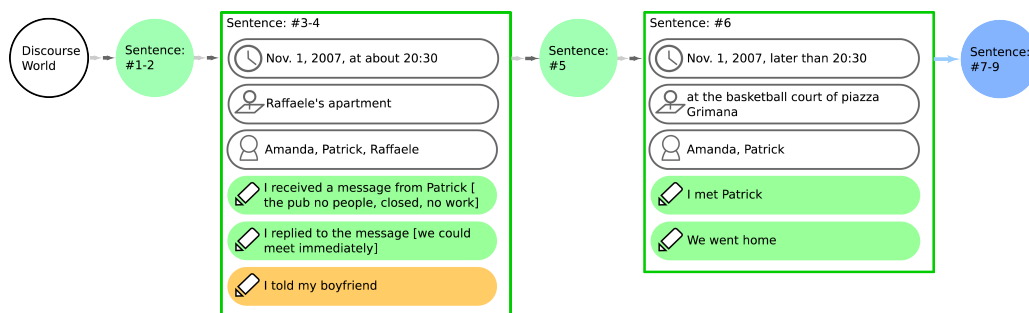 Discourse
World
Sentence:
#1-2
Sentence: #3-4
Nov. 1, 2007, at about 20:30
Raffaele's apartment
Amanda, Patrick, Raffaele
I received a message from Patrick [
the pub no people, closed, no work]
I replied to the message [we could
meet immediately]
I told my boyfriend
Sentence:
#5
Sentence: #6
Nov. 1, 2007, later than 20:30
at the basketball court of piazza
Grimana
Amanda, Patrick
I met Patrick
We went home
Sentence:
#7-9